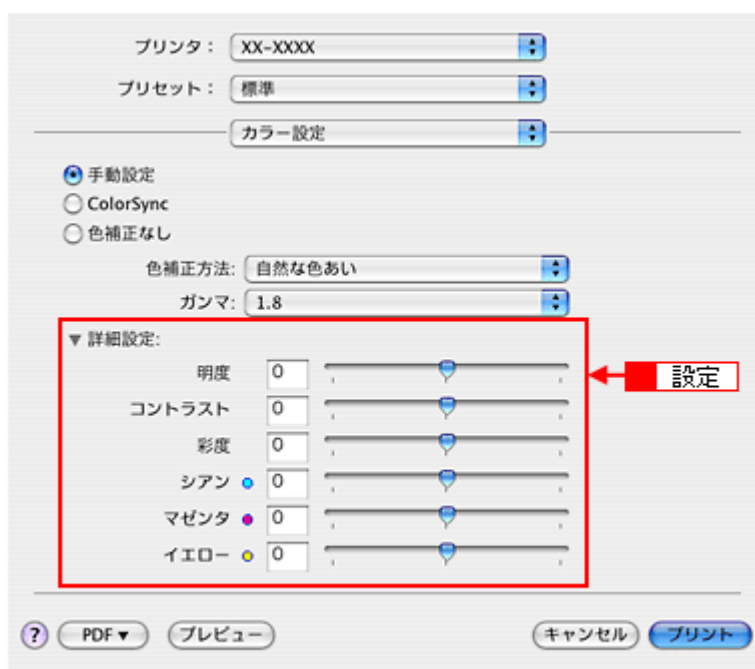 プリンタ： XX-XXXX
プリセット： 標準
カラー設定
手動設定
ColorSync
色補正なし
色補正方法: 自然な色あい
ガンマ: 1.8
▼ 詳細設定:
明度 0
設定
コントラスト 0
彩度 0
シアン 0
マゼンタ 0
イエロー 0
? PDF▼ プレビュー キャンセル プリント